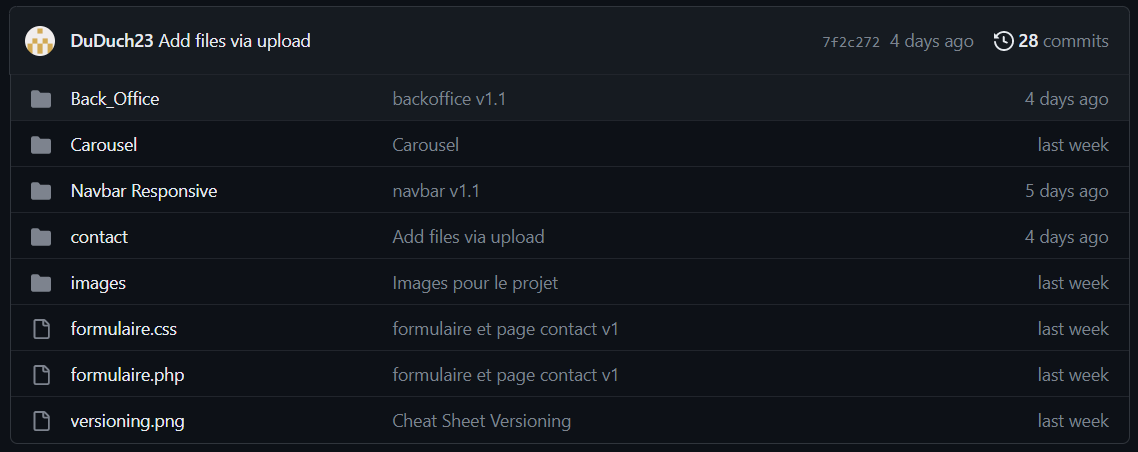 DuDuch23 Add files via upload 7f2c272 4 days ago 28 commits
Back_Office backoffice v1.1 4 days ago
Carousel Carousel last week
Navbar Responsive navbar v1.1 5 days ago
contact Add files via upload 4 days ago
images Images pour le projet last week
formulaire.css formulaire et page contact v1 last week
formulaire.php formulaire et page contact v1 last week
versioning.png Cheat Sheet Versioning last week